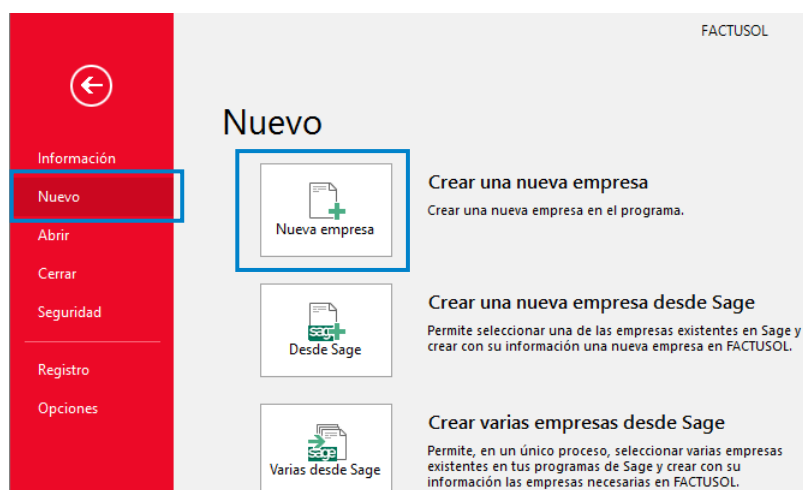 FACTUSOL
Nuevo
Información
Nuevo
Abrir
Cerrar
Seguridad
Registro
Opciones
Nueva empresa
Crear una nueva empresa
Crear una nueva empresa en el programa.
sage
Desde Sage
Crear una nueva empresa desde Sage
Permite seleccionar una de las empresas existentes en Sage y
crear con su información una nueva empresa en FACTUSOL.
sage
Varias desde Sage
Crear varias empresas desde Sage
Permite, en un único proceso, seleccionar varias empresas
existentes en tus programas de Sage y crear con su
información las empresas necesarias en FACTUSOL.